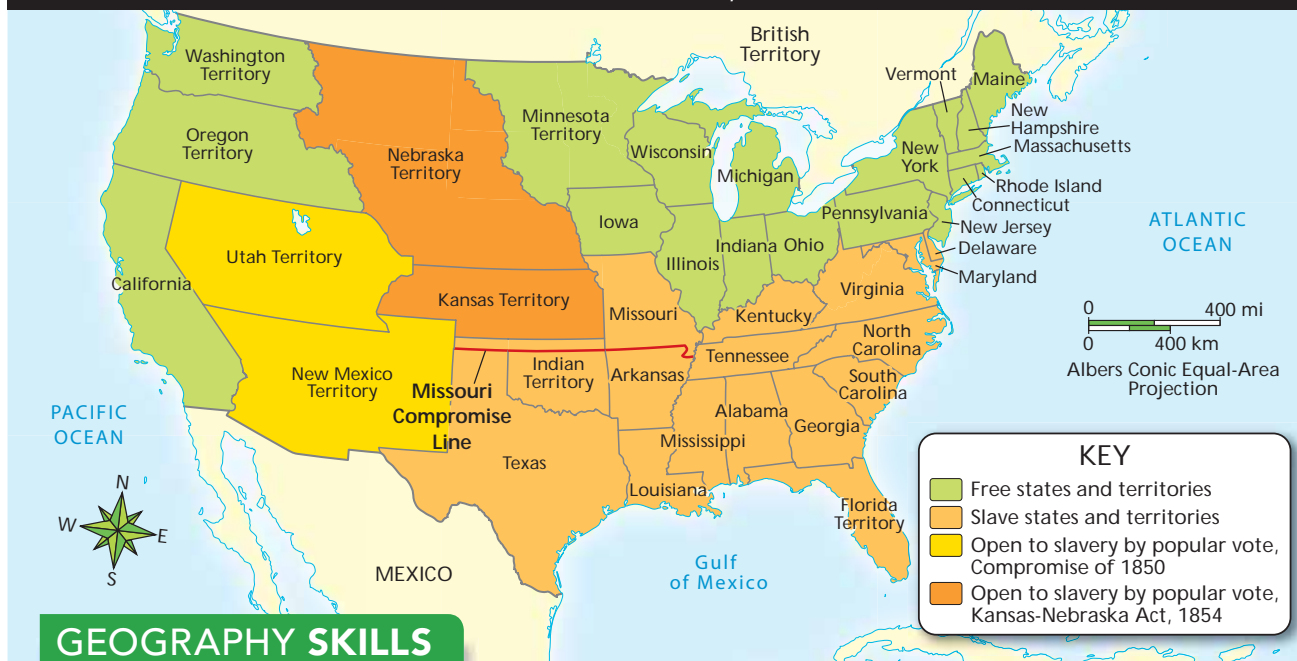 British
Territory
Washington
Territory
Vermont
Maine
New
Hampshire
Massachusetts
Minnesota
Territory
Oregon
Territory
Nebraska
Territory
Wisconsin
Michigan
New
York
Rhode Island
Connecticut
Iowa
Pennsylvania
New Jersey
ATLANTIC
OCEAN
Utah Territory
Illinois
Indiana
Ohio
Delaware
Maryland
California
Kansas Territory
Missouri
Kentucky
Virginia
0 400 mi
0 400 km
Albers Conic Equal-Area
Projection
New Mexico
Territory
Missouri
Compromise
Line
Indian
Territory
Arkansas
Tennessee
North
Carolina
South
Carolina
PACIFIC
OCEAN
Texas
Mississippi
Alabama
Georgia
Louisiana
Florida
Territory
N
W
E
S
MEXICO
Gulf
of Mexico
KEY
Free states and territories
Slave states and territories
Open to slavery by popular vote,
Compromise of 1850
Open to slavery by popular vote,
Kansas-Nebraska Act, 1854
GEOGRAPHY SKILLS